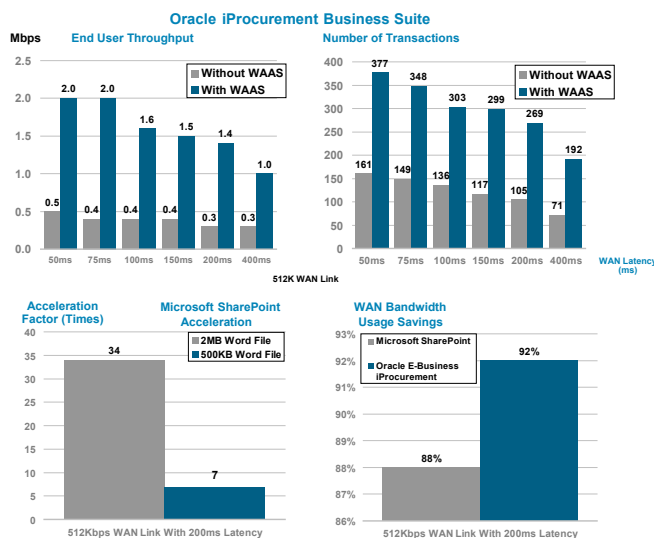 Oracle iProcurement Business Suite
Mbps
End User Throughput
2.5
2.0
1.5
1.0
0.5
0.0
Without WAAS
With WAAS
0.5
2.0
0.4
2.0
0.4
1.6
0.4
1.5
0.3
1.4
0.3
1.0
50ms 75ms 100ms 150ms 200ms 400ms
Number of Transactions
400
350
300
250
200
150
100
50
0
Without WAAS
With WAAS
161
377
149
348
136
303
117
299
105
269
71
192
50ms 75ms 100ms 150ms 200ms 400ms
WAN Latency
(ms)
512K WAN Link
Acceleration
Factor (Times)
Microsoft SharePoint
Acceleration
40
35
30
25
20
15
10
5
0
2MB Word File
500KB Word File
34
7
512Kbps WAN Link With 200ms Latency
WAN Bandwidth
Usage Savings
93%
92%
91%
90%
89%
88%
87%
86%
Microsoft SharePoint
Oracle E-Business
iProcurement
88%
92%
512Kbps WAN Link With 200ms Latency